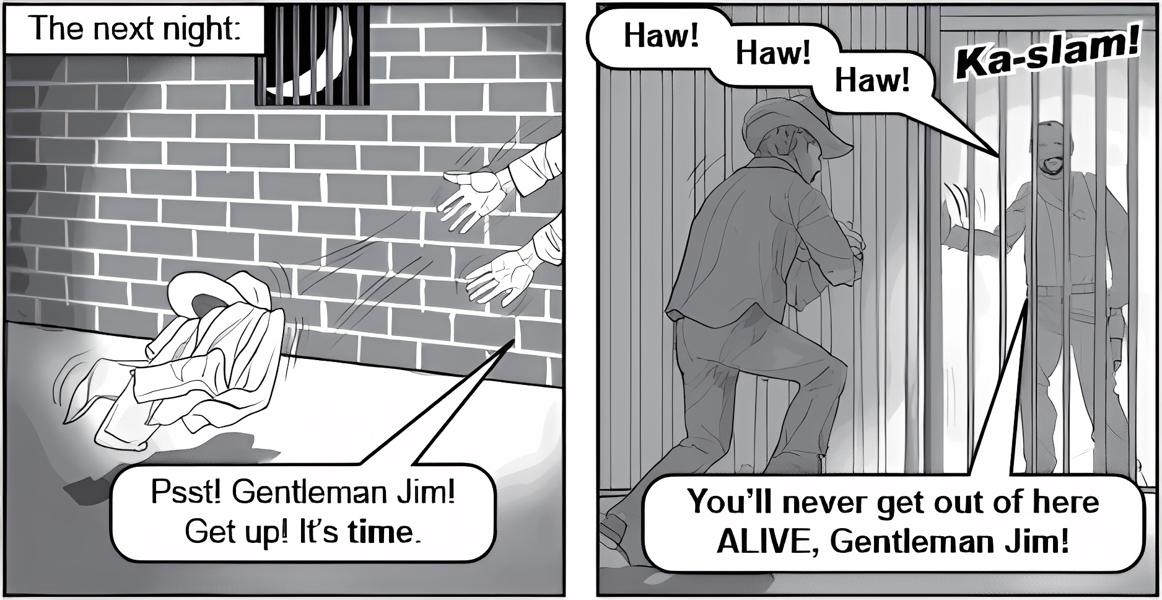 The next night:
Psst! Gentleman Jim!
Get up! It's time.
Haw!
Haw!
Haw!
Ka-slam!
You'll never get out of here
ALIVE, Gentleman Jim!